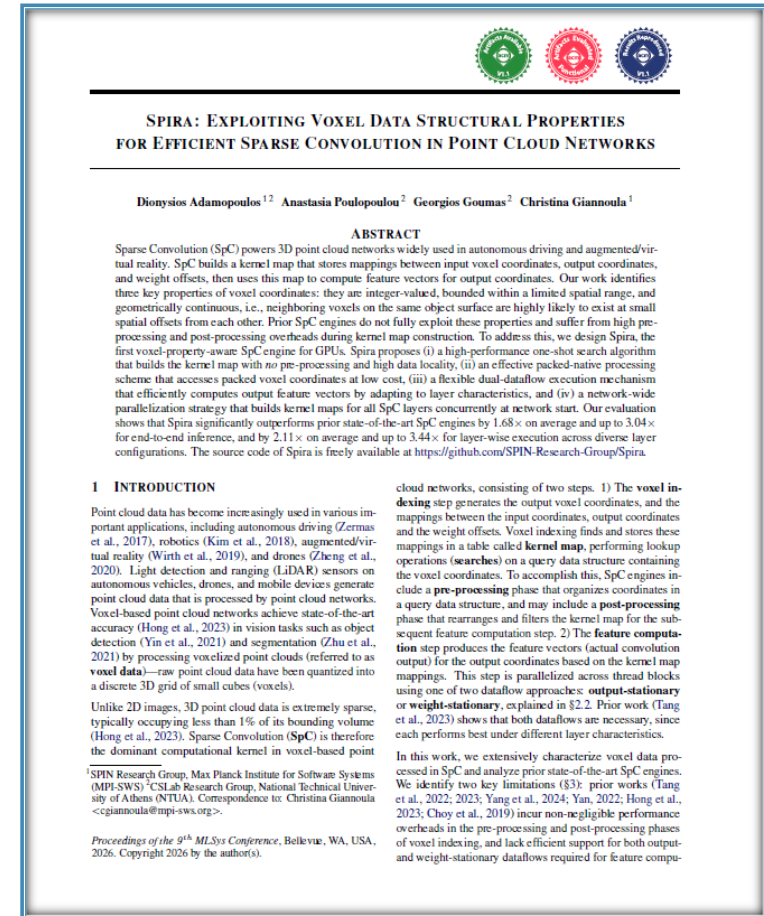 Artifacts Available V1.1
Artifacts Evaluated Functional V1.1
Results Reproduced V1.1
SPIRA: EXPLOITING VOXEL DATA STRUCTURAL PROPERTIES
FOR EFFICIENT SPARSE CONVOLUTION IN POINT CLOUD NETWORKS
Dionysios Adamopoulos 1 2 Anastasia Poulopoulou 2 Georgios Goumas 2 Christina Giannoula 1
ABSTRACT
Sparse Convolution (SpC) powers 3D point cloud networks widely used in autonomous driving and augmented/vir-
tual reality. SpC builds a kernel map that stores mappings between input voxel coordinates, output coordinates,
and weight offsets, then uses this map to compute feature vectors for output coordinates. Our work identifies
three key properties of voxel coordinates: they are integer-valued, bounded within a limited spatial range, and
geometrically continuous, i.e., neighboring voxels on the same object surface are highly likely to exist at small
spatial offsets from each other. Prior SpC engines do not fully exploit these properties and suffer from high pre-
processing and post-processing overheads during kernel map construction. To address this, we design Spira, the
first voxel-property-aware SpC engine for GPUs. Spira proposes (i) a high-performance one-shot search algorithm
that builds the kernel map with no pre-processing and high data locality, (ii) an effective packed-native processing
scheme that accesses packed voxel coordinates at low cost, (iii) a flexible dual-dataflow execution mechanism
that efficiently computes output feature vectors by adapting to layer characteristics, and (iv) a network-wide
parallelization strategy that builds kernel maps for all SpC layers concurrently at network start. Our evaluation
shows that Spira significantly outperforms prior state-of-the-art SpC engines by 1.68× on average and up to 3.04×
for end-to-end inference, and by 2.11× on average and up to 3.44× for layer-wise execution across diverse layer
configurations. The source code of Spira is freely available at https://github.com/SPIN-Research-Group/Spira.
1 INTRODUCTION
Point cloud data has become increasingly used in various im-
portant applications, including autonomous driving (Zermas
et al., 2017), robotics (Kim et al., 2018), augmented/vir-
tual reality (Wirth et al., 2019), and drones (Zheng et al.,
2020). Light detection and ranging (LiDAR) sensors on
autonomous vehicles, drones, and mobile devices generate
point cloud data that is processed by point cloud networks.
Voxel-based point cloud networks achieve state-of-the-art
accuracy (Hong et al., 2023) in vision tasks such as object
detection (Yin et al., 2021) and segmentation (Zhu et al.,
2021) by processing voxelized point clouds (referred to as
voxel data)—raw point cloud data have been quantized into
a discrete 3D grid of small cubes (voxels).
Unlike 2D images, 3D point cloud data is extremely sparse,
typically occupying less than 1% of its bounding volume
(Hong et al., 2023). Sparse Convolution (SpC) is therefore
the dominant computational kernel in voxel-based point
1SPIN Research Group, Max Planck Institute for Software Systems
(MPI-SWS) 2CSLab Research Group, National Technical Univer-
sity of Athens (NTUA). Correspondence to: Christina Giannoula
<cgiannoula@mpi-sws.org>.
Proceedings of the 9th MLSys Conference, Bellevue, WA, USA,
2026. Copyright 2026 by the author(s).
cloud networks, consisting of two steps. 1) The voxel in-
dexing step generates the output voxel coordinates, and the
mappings between the input coordinates, output coordinates
and the weight offsets. Voxel indexing finds and stores these
mappings in a table called kernel map, performing lookup
operations (searches) on a query data structure containing
the voxel coordinates. To accomplish this, SpC engines in-
clude a pre-processing phase that organizes coordinates in
a query data structure, and may include a post-processing
phase that rearranges and filters the kernel map for the sub-
sequent feature computation step. 2) The feature computa-
tion step produces the feature vectors (actual convolution
output) for the output coordinates based on the kernel map
mappings. This step is parallelized across thread blocks
using one of two dataflow approaches: output-stationary
or weight-stationary, explained in §2.2. Prior work (Tang
et al., 2023) shows that both dataflows are necessary, since
each performs best under different layer characteristics.
In this work, we extensively characterize voxel data pro-
cessed in SpC and analyze prior state-of-the-art SpC engines.
We identify two key limitations (§3): prior works (Tang
et al., 2022; 2023; Yang et al., 2024; Yan, 2022; Hong et al.,
2023; Choy et al., 2019) incur non-negligible performance
overheads in the pre-processing and post-processing phases
of voxel indexing, and lack efficient support for both output-
and weight-stationary dataflows required for feature compu-